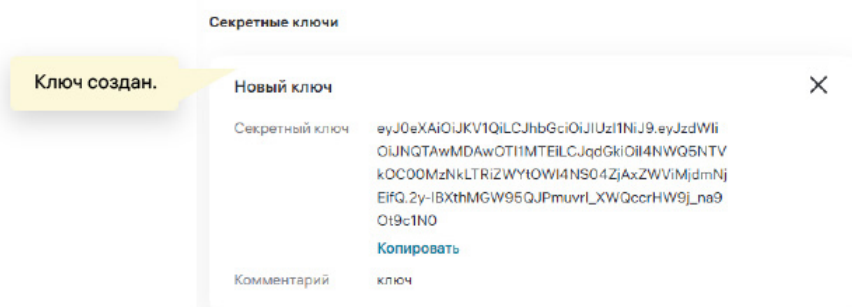 Секретные ключи
Ключ создан.
Новый ключ
Секретный ключ
eyJ0eXAiOiJKV1QiLCJhbGciOiJIUzI1NiJ9.eyJzdWIi
OiJNQTAwMDAwOTI1MTEiLCJqdGkiOiI4NWQ5NTV
kOC00MzNkLTRiZWYtOWI4NS04ZjAxZWViMjdmNj
EifQ.2y-IBXthMGW95QJPmuvrl_XWQccrHW9j_na9
Ot9c1N0
Копировать
Комментарий ключ